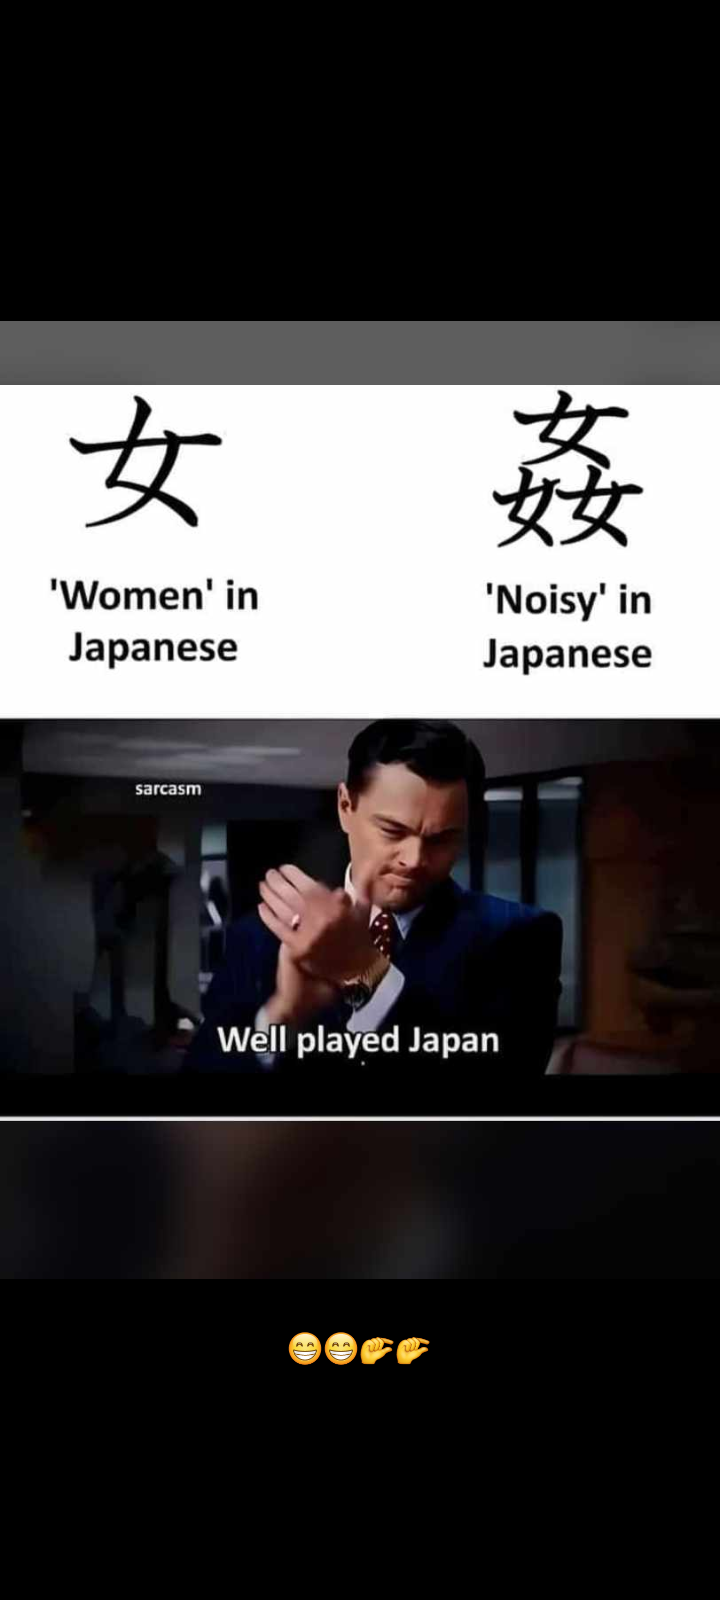 女
姦
'Women' in
Japanese
'Noisy' in
Japanese
sarcasm
Well played Japan
😁😁🫴🫴